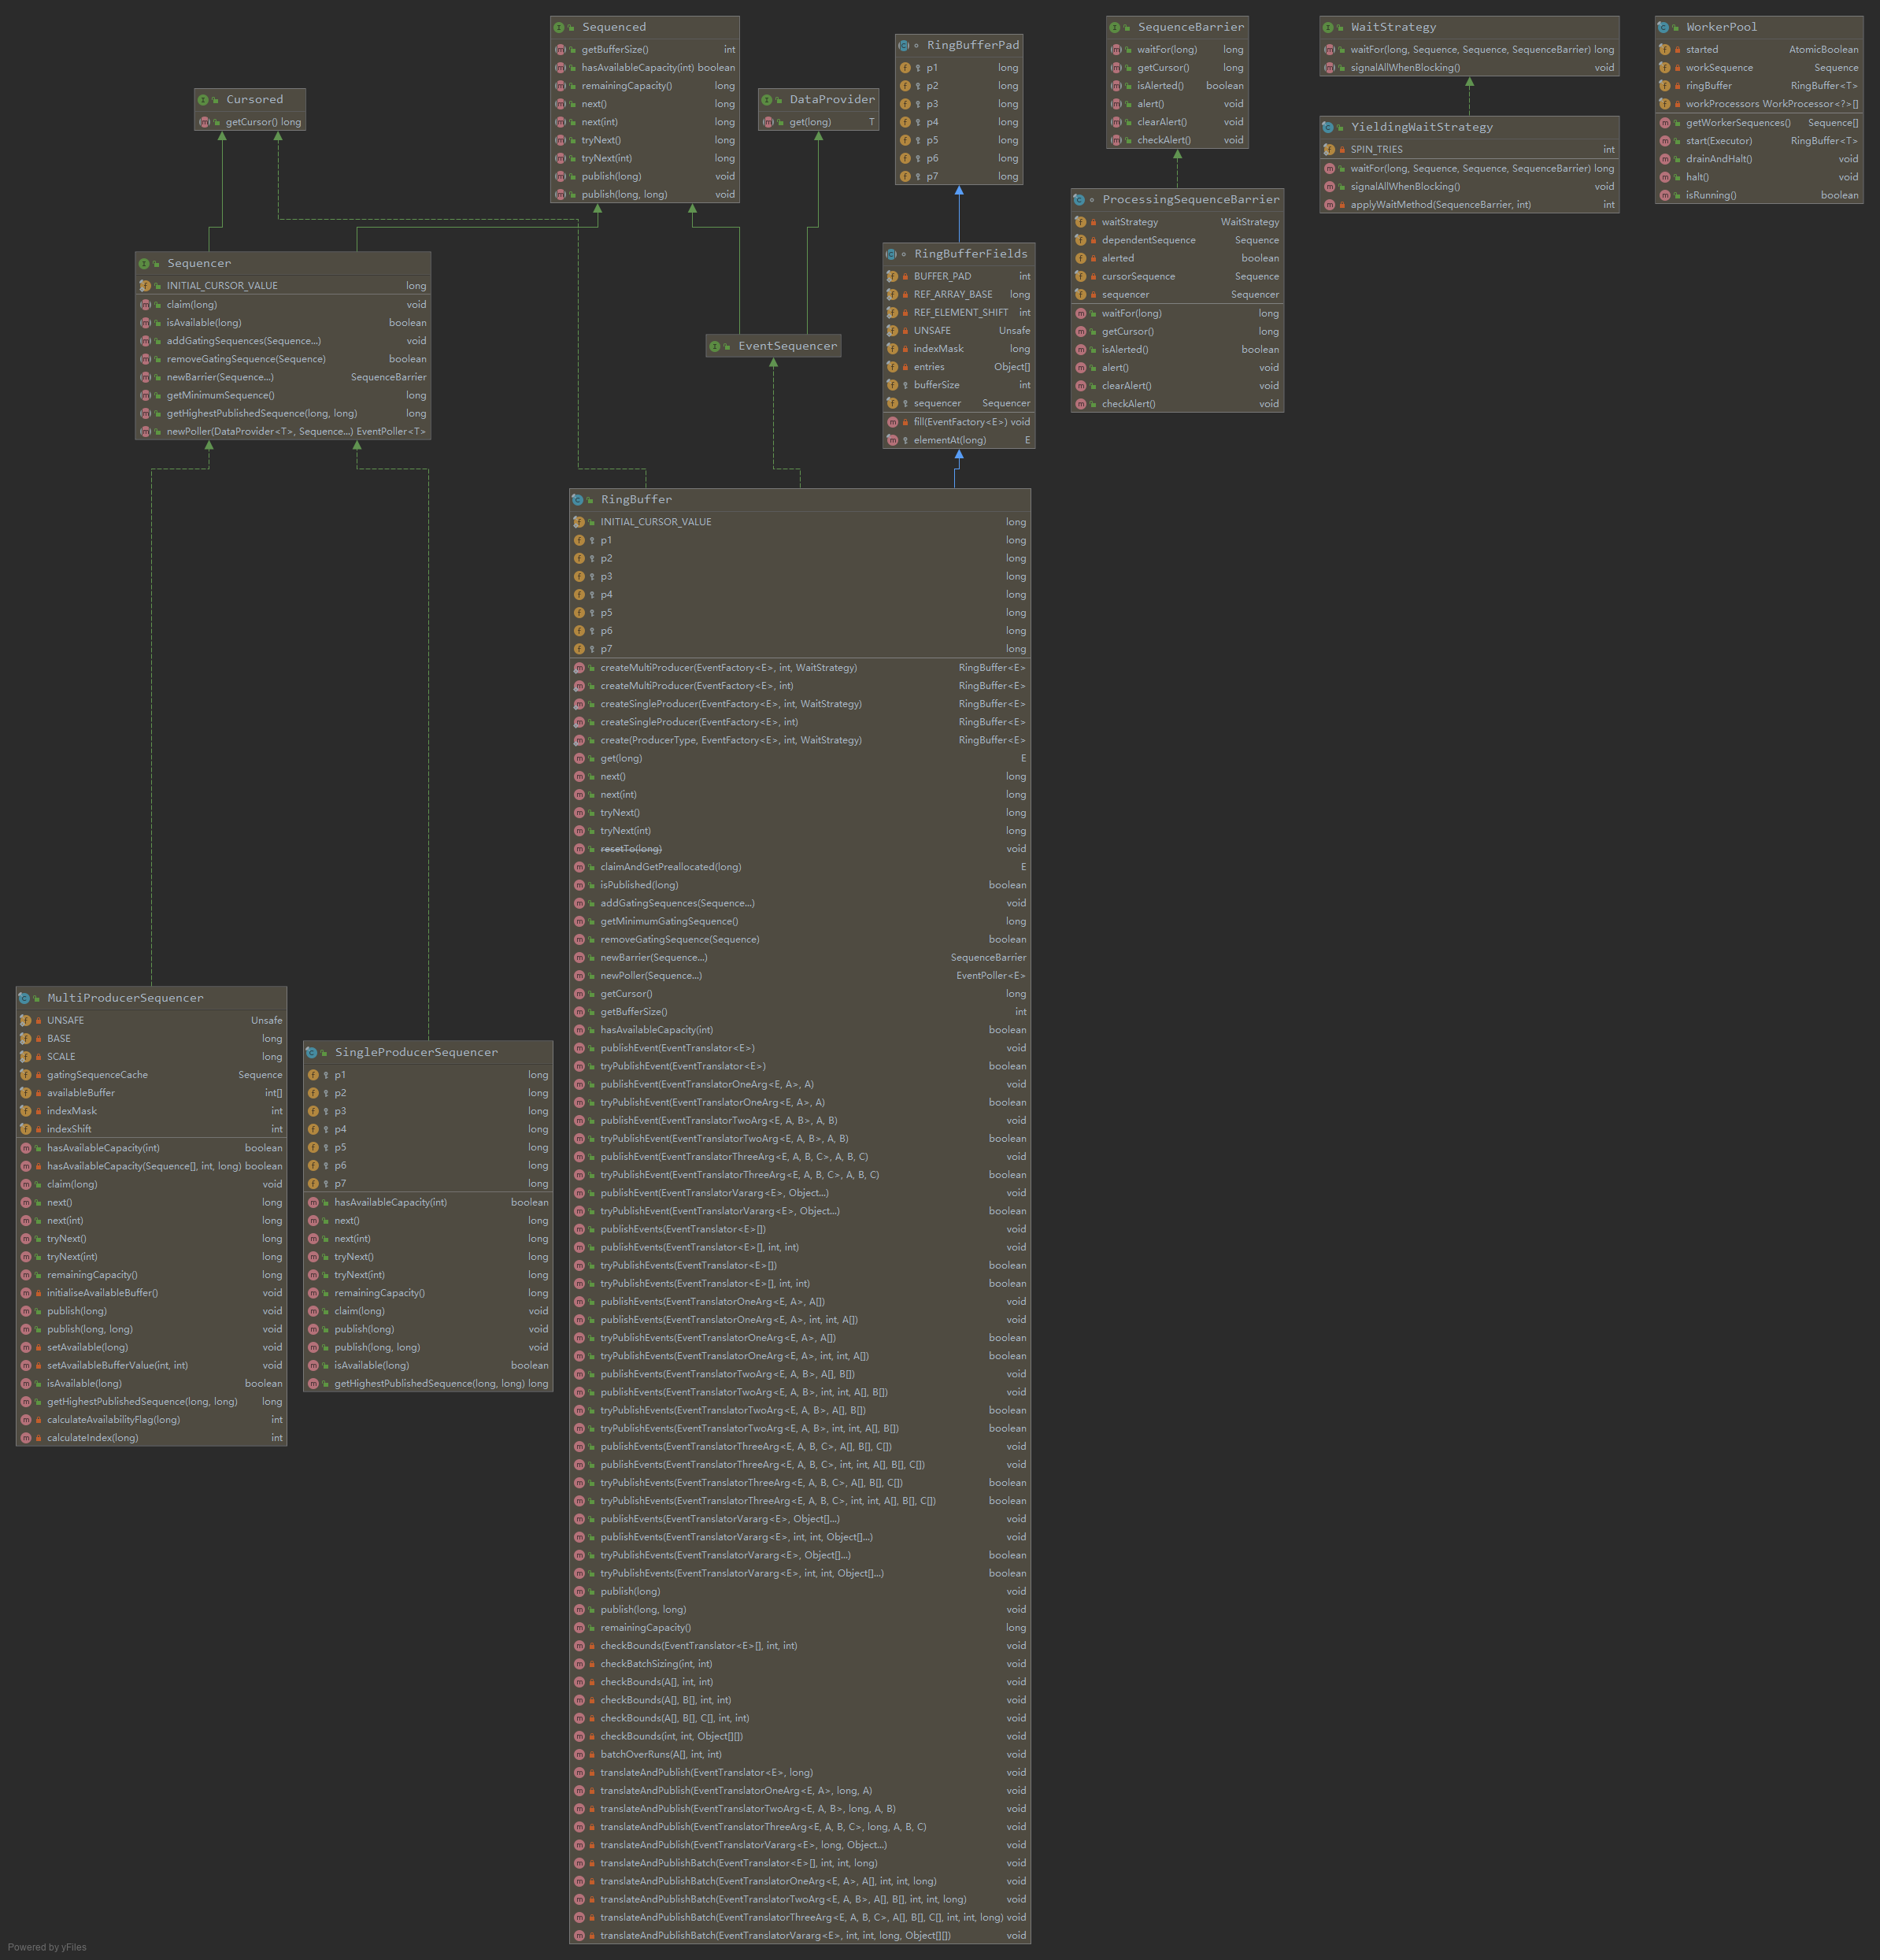 Cursored
getCursor() long
Sequenced
getBufferSize() int
hasAvailableCapacity(int) boolean
remainingCapacity() long
next() long
next(int) long
tryNext() long
tryNext(int) long
publish(long) void
publish(long, long) void
DataProvider
get(long) T
RingBufferPad
p1 long
p2 long
p3 long
p4 long
p5 long
p6 long
p7 long
SequenceBarrier
waitFor(long) long
getCursor() long
isAlerted() boolean
alert() void
clearAlert() void
checkAlert() void
WaitStrategy
waitFor(long, Sequence, Sequence, SequenceBarrier) long
signalAllWhenBlocking() void
WorkerPool
started AtomicBoolean
workSequence Sequence
ringBuffer RingBuffer<T>
workProcessors WorkProcessor<?>[]
getWorkerSequences() Sequence[]
start(Executor) RingBuffer<T>
drainAndHalt() void
halt() void
isRunning() boolean
YieldingWaitStrategy
SPIN_TRIES int
waitFor(long, Sequence, Sequence, SequenceBarrier) long
signalAllWhenBlocking() void
applyWaitMethod(SequenceBarrier, int) int
ProcessingSequenceBarrier
waitStrategy WaitStrategy
dependentSequence Sequence
alerted boolean
cursorSequence Sequence
sequencer Sequencer
waitFor(long) long
getCursor() long
isAlerted() boolean
alert() void
clearAlert() void
checkAlert() void
Sequencer
INITIAL_CURSOR_VALUE long
claim(long) void
isAvailable(long) boolean
addGatingSequences(Sequence...) void
removeGatingSequence(Sequence) boolean
newBarrier(Sequence...) SequenceBarrier
getMinimumSequence() long
getHighestPublishedSequence(long, long) long
newPoller(DataProvider<T>, Sequence...) EventPoller<T>
EventSequencer
RingBufferFields
BUFFER_PAD int
REF_ARRAY_BASE long
REF_ELEMENT_SHIFT int
UNSAFE Unsafe
indexMask long
entries Object[]
bufferSize int
sequencer Sequencer
fill(EventFactory<E>) void
elementAt(long) E
RingBuffer
INITIAL_CURSOR_VALUE long
p1 long
p2 long
p3 long
p4 long
p5 long
p6 long
p7 long
createMultiProducer(EventFactory<E>, int, WaitStrategy) RingBuffer<E>
createMultiProducer(EventFactory<E>, int) RingBuffer<E>
createSingleProducer(EventFactory<E>, int, WaitStrategy) RingBuffer<E>
createSingleProducer(EventFactory<E>, int) RingBuffer<E>
create(ProducerType, EventFactory<E>, int, WaitStrategy) RingBuffer<E>
get(long) E
next() long
next(int) long
tryNext() long
tryNext(int) long
resetTo(long) void
claimAndGetPreallocated(long) E
isPublished(long) boolean
addGatingSequences(Sequence...) void
getMinimumGatingSequence() long
removeGatingSequence(Sequence) boolean
newBarrier(Sequence...) SequenceBarrier
newPoller(Sequence...) EventPoller<E>
getCursor() long
getBufferSize() int
hasAvailableCapacity(int) boolean
publishEvent(EventTranslator<E>) void
tryPublishEvent(EventTranslator<E>) boolean
publishEvent(EventTranslatorOneArg<E, A>, A) void
tryPublishEvent(EventTranslatorOneArg<E, A>, A) boolean
publishEvent(EventTranslatorTwoArg<E, A, B>, A, B) void
tryPublishEvent(EventTranslatorTwoArg<E, A, B>, A, B) boolean
publishEvent(EventTranslatorThreeArg<E, A, B, C>, A, B, C) void
tryPublishEvent(EventTranslatorThreeArg<E, A, B, C>, A, B, C) boolean
publishEvent(EventTranslatorVararg<E>, Object...) void
tryPublishEvent(EventTranslatorVararg<E>, Object...) boolean
publishEvents(EventTranslator<E>[]) void
publishEvents(EventTranslator<E>[], int, int) void
tryPublishEvents(EventTranslator<E>[]) boolean
tryPublishEvents(EventTranslator<E>[], int, int) boolean
publishEvents(EventTranslatorOneArg<E, A>, A[]) void
publishEvents(EventTranslatorOneArg<E, A>, int, int, A[]) void
tryPublishEvents(EventTranslatorOneArg<E, A>, A[]) boolean
tryPublishEvents(EventTranslatorOneArg<E, A>, int, int, A[]) boolean
publishEvents(EventTranslatorTwoArg<E, A, B>, A[], B[]) void
publishEvents(EventTranslatorTwoArg<E, A, B>, int, int, A[], B[]) void
tryPublishEvents(EventTranslatorTwoArg<E, A, B>, A[], B[]) boolean
tryPublishEvents(EventTranslatorTwoArg<E, A, B>, int, int, A[], B[]) boolean
publishEvents(EventTranslatorThreeArg<E, A, B, C>, A[], B[], C[]) void
publishEvents(EventTranslatorThreeArg<E, A, B, C>, int, int, A[], B[], C[]) void
tryPublishEvents(EventTranslatorThreeArg<E, A, B, C>, A[], B[], C[]) boolean
tryPublishEvents(EventTranslatorThreeArg<E, A, B, C>, int, int, A[], B[], C[]) boolean
publishEvents(EventTranslatorVararg<E>, Object[]...) void
publishEvents(EventTranslatorVararg<E>, int, int, Object[]...) void
tryPublishEvents(EventTranslatorVararg<E>, Object[]...) boolean
tryPublishEvents(EventTranslatorVararg<E>, int, int, Object[]...) boolean
publish(long) void
publish(long, long) void
remainingCapacity() long
checkBounds(EventTranslator<E>[], int, int) void
checkBatchSizing(int, int) void
checkBounds(A[], int, int) void
checkBounds(A[], B[], int, int) void
checkBounds(A[], B[], C[], int, int) void
checkBounds(int, int, Object[][]) void
batchOverRuns(A[], int, int) void
translateAndPublish(EventTranslator<E>, long) void
translateAndPublish(EventTranslatorOneArg<E, A>, long, A) void
translateAndPublish(EventTranslatorTwoArg<E, A, B>, long, A, B) void
translateAndPublish(EventTranslatorThreeArg<E, A, B, C>, long, A, B, C) void
translateAndPublish(EventTranslatorVararg<E>, long, Object...) void
translateAndPublishBatch(EventTranslator<E>[], int, int, long) void
translateAndPublishBatch(EventTranslatorOneArg<E, A>, A[], int, int, long) void
translateAndPublishBatch(EventTranslatorTwoArg<E, A, B>, A[], B[], int, int, long) void
translateAndPublishBatch(EventTranslatorThreeArg<E, A, B, C>, A[], B[], C[], int, int, long) void
translateAndPublishBatch(EventTranslatorVararg<E>, int, int, long, Object[][]) void
MultiProducerSequencer
UNSAFE Unsafe
BASE long
SCALE long
gatingSequenceCache Sequence
availableBuffer int[]
indexMask int
indexShift int
hasAvailableCapacity(int) boolean
hasAvailableCapacity(Sequence[], int, long) boolean
claim(long) void
next() long
next(int) long
tryNext() long
tryNext(int) long
remainingCapacity() long
initialiseAvailableBuffer() void
publish(long) void
publish(long, long) void
setAvailable(long) void
setAvailableBufferValue(int, int) void
isAvailable(long) boolean
getHighestPublishedSequence(long, long) long
calculateAvailabilityFlag(long) int
calculateIndex(long) int
SingleProducerSequencer
p1 long
p2 long
p3 long
p4 long
p5 long
p6 long
p7 long
hasAvailableCapacity(int) boolean
next() long
next(int) long
tryNext() long
tryNext(int) long
remainingCapacity() long
claim(long) void
publish(long) void
publish(long, long) void
isAvailable(long) boolean
getHighestPublishedSequence(long, long) long
Powered by yFiles